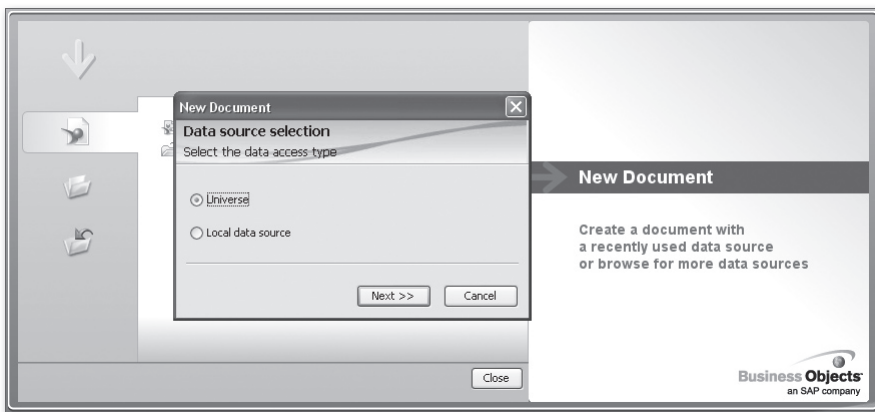 New Document
Data source selection
Select the data access type
Universe
Local data source
Next >>
Cancel
Close
New Document
Create a document with
a recently used data source
or browse for more data sources
Business Objects
an SAP company